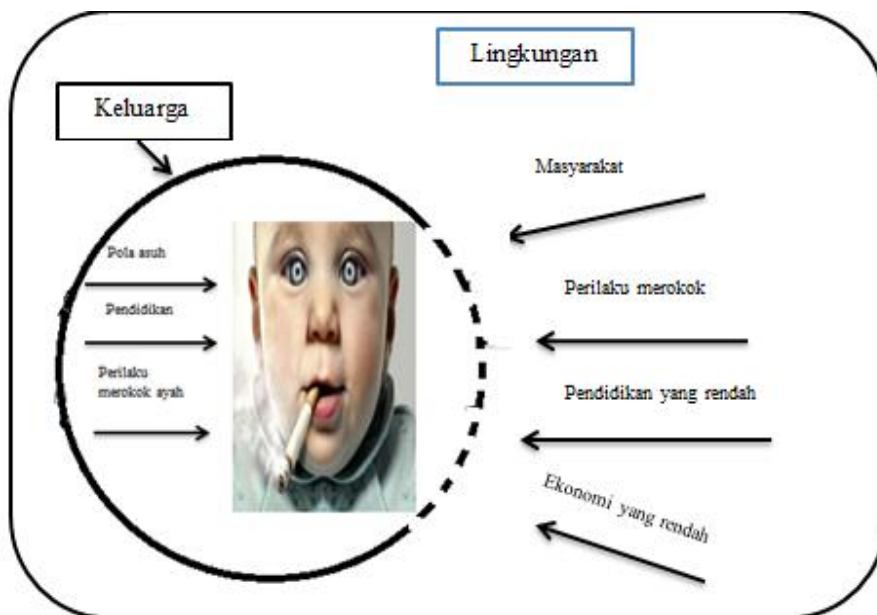 Lingkungan
Keluarga
Masyarakat
Pola asuh
Perilaku merokok
Pendidikan
Perilaku
merokok ayah
Pendidikan yang rendah
Ekonomi yang rendah